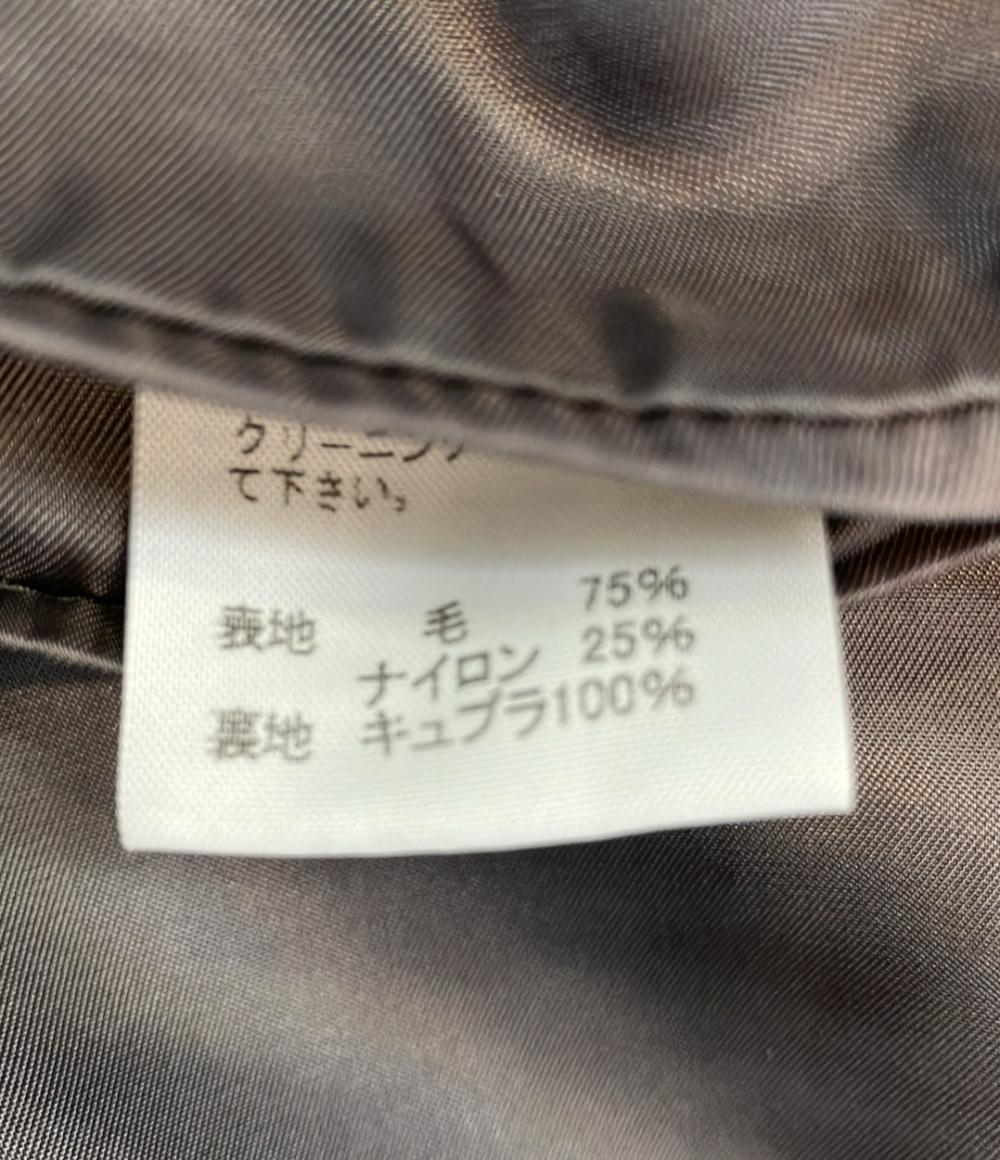 クリーニング
て下さい。
表地 毛 75%
ナイロン 25%
裏地 キュプラ100%